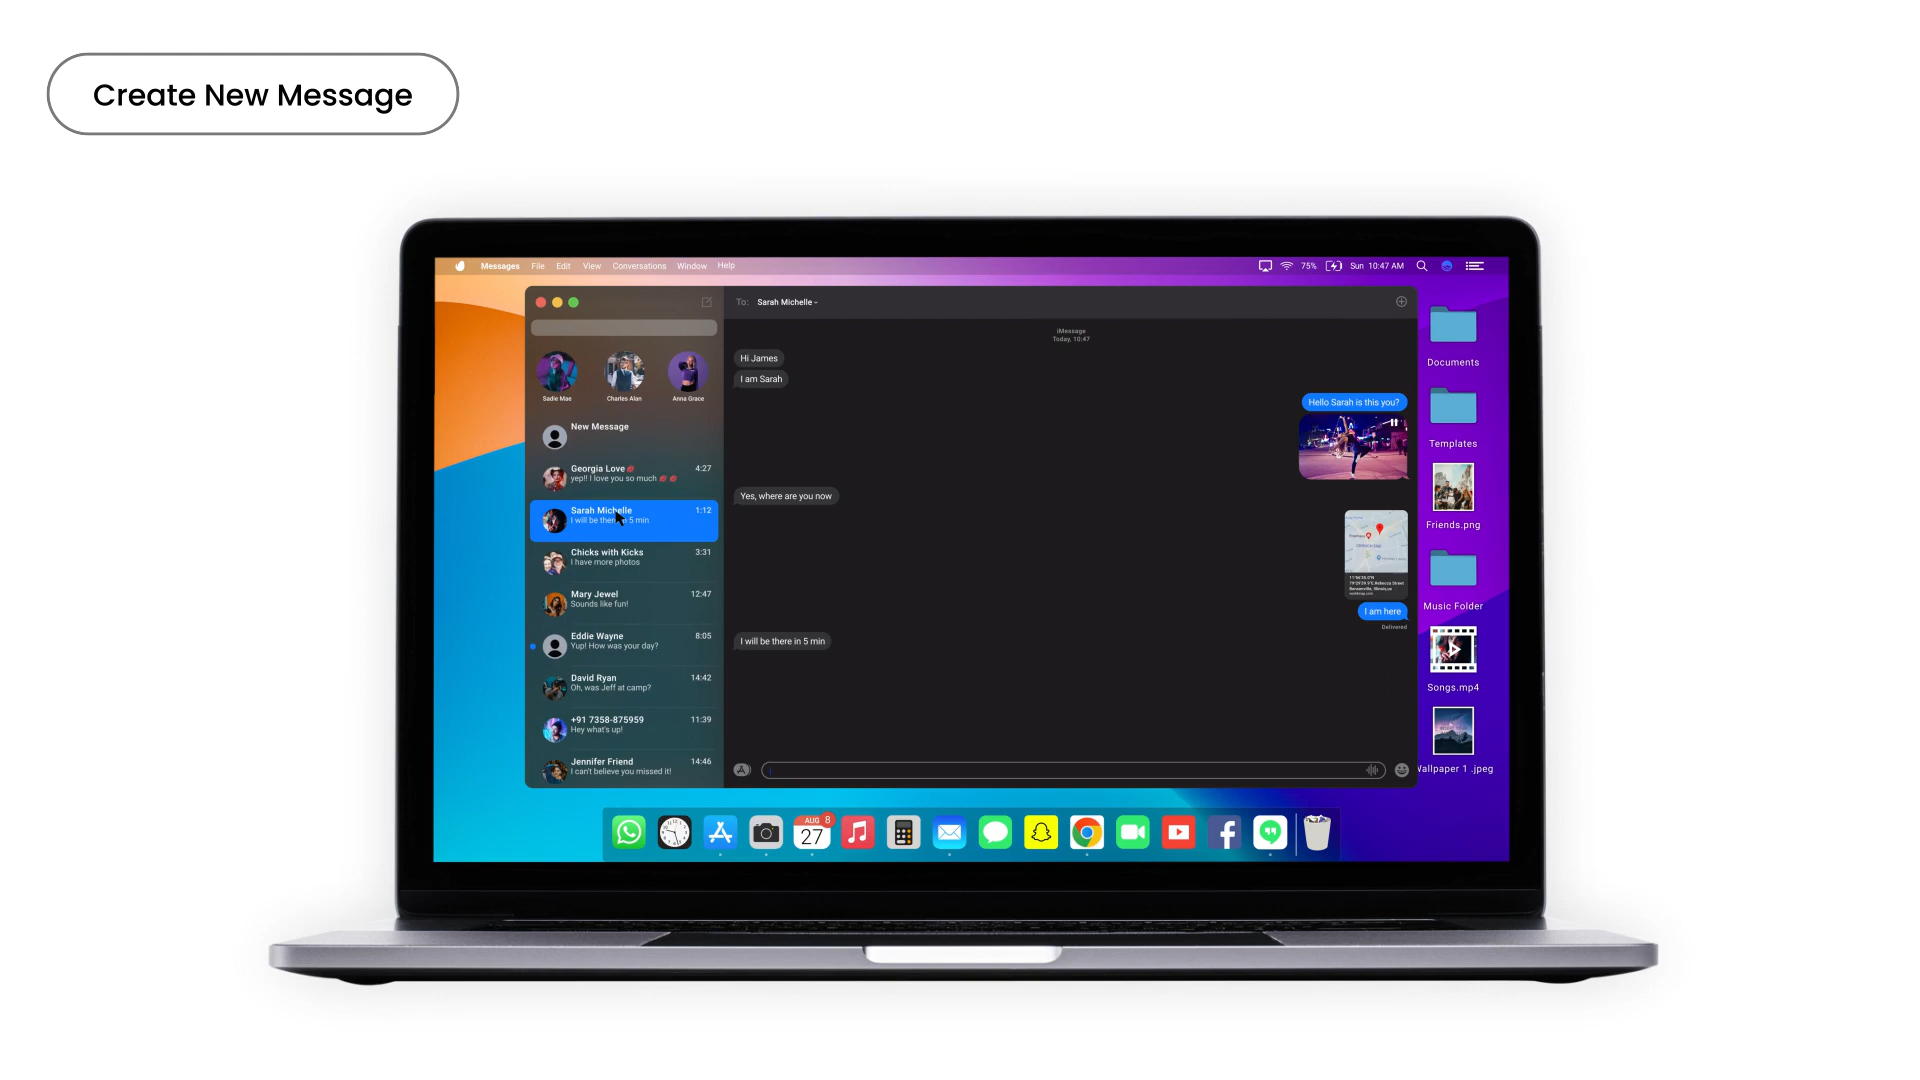 Create New Message
Messages File Edit View Conversations Window Help
75% Sun 10:47 AM
To: Sarah Michelle
iMessage
Today, 10:47
Sadie Mae
Charles Alan
Anna Grace
New Message
Georgia Love 4:27
yep!! I love you so much
Sarah Michelle 1:12
I will be there in 5 min
Chicks with Kicks 3:31
I have more photos
Mary Jewel 12:47
Sounds like fun!
Eddie Wayne 8:05
Yup! How was your day?
David Ryan 14:42
Oh, was Jeff at camp?
+91 7358-875959 11:39
Hey what's up!
Jennifer Friend 14:46
I can't believe you missed it!
Hi James
I am Sarah
Hello Sarah is this you?
Yes, where are you now
I am here
Delivered
I will be there in 5 min
Documents
Templates
Friends.png
Music Folder
Songs.mp4
Wallpaper 1 .jpeg
AUG 8
27